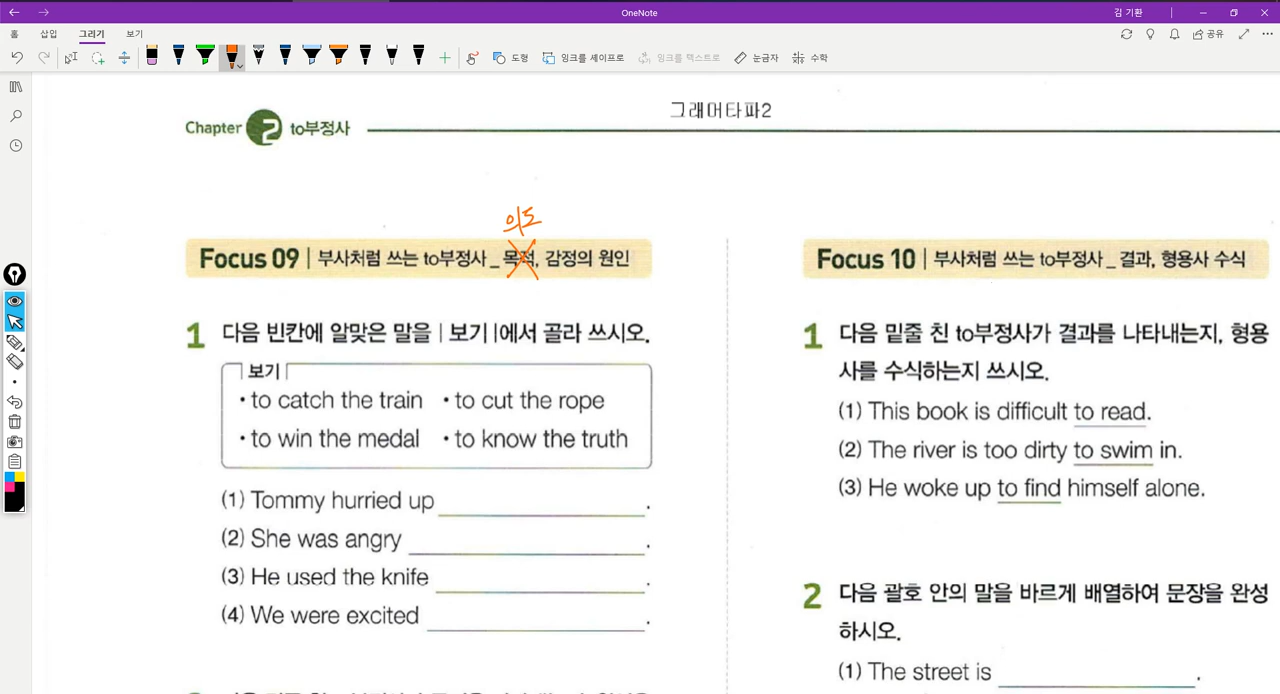 OneNote
김 기환
홈 삽입 그리기 보기
공유
도형 잉크를 셰이프로 잉크를 텍스트로 눈금자 수학
그래머타파2
Chapter 2 to부정사
의도
Focus 09 | 부사처럼 쓰는 to부정사 _ 목적, 감정의 원인
1 다음 빈칸에 알맞은 말을 | 보기 |에서 골라 쓰시오.
보기
• to catch the train • to cut the rope
• to win the medal • to know the truth
(1) Tommy hurried up ____________.
(2) She was angry ____________.
(3) He used the knife ____________.
(4) We were excited ____________.
Focus 10 | 부사처럼 쓰는 to부정사 _ 결과, 형용사 수식
1 다음 밑줄 친 to부정사가 결과를 나타내는지, 형용
사를 수식하는지 쓰시오.
(1) This book is difficult to read.
(2) The river is too dirty to swim in.
(3) He woke up to find himself alone.
2 다음 괄호 안의 말을 바르게 배열하여 문장을 완성
하시오.
(1) The street is ____________.